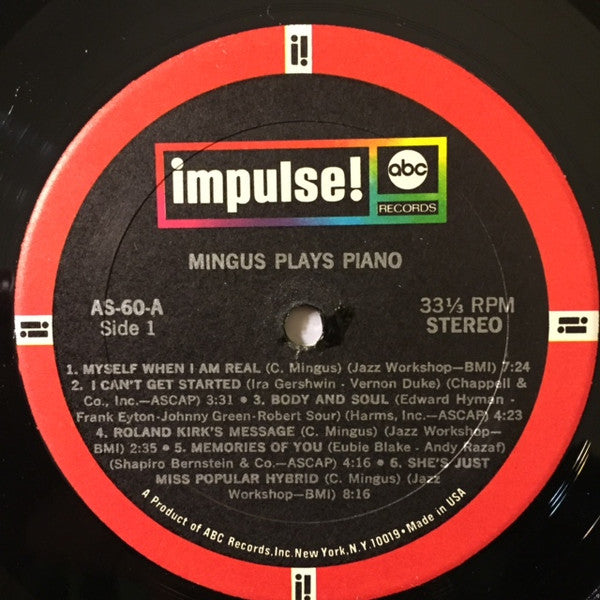 i!
impulse!
abc
RECORDS
MINGUS PLAYS PIANO
AS-60-A
Side 1
33⅓ RPM
STEREO
1. MYSELF WHEN I AM REAL (C. Mingus) (Jazz Workshop—BMI) 7:24
2. I CAN'T GET STARTED (Ira Gershwin - Vernon Duke) (Chappell &
Co., Inc.—ASCAP) 3:31 • 3. BODY AND SOUL (Edward Hyman -
Frank Eyton-Johnny Green-Robert Sour) (Harms, Inc.—ASCAP) 4:23
4. ROLAND KIRK'S MESSAGE (C. Mingus) (Jazz Workshop—
BMI) 2:35 • 5. MEMORIES OF YOU (Eubie Blake - Andy Razaf)
(Shapiro Bernstein & Co.—ASCAP) 4:16 • 6. SHE'S JUST
MISS POPULAR HYBRID (C. Mingus) (Jazz
Workshop—BMI) 8:16
A Product of ABC Records, Inc. New York, N.Y. 10019 • Made in USA
i!
i!
i!